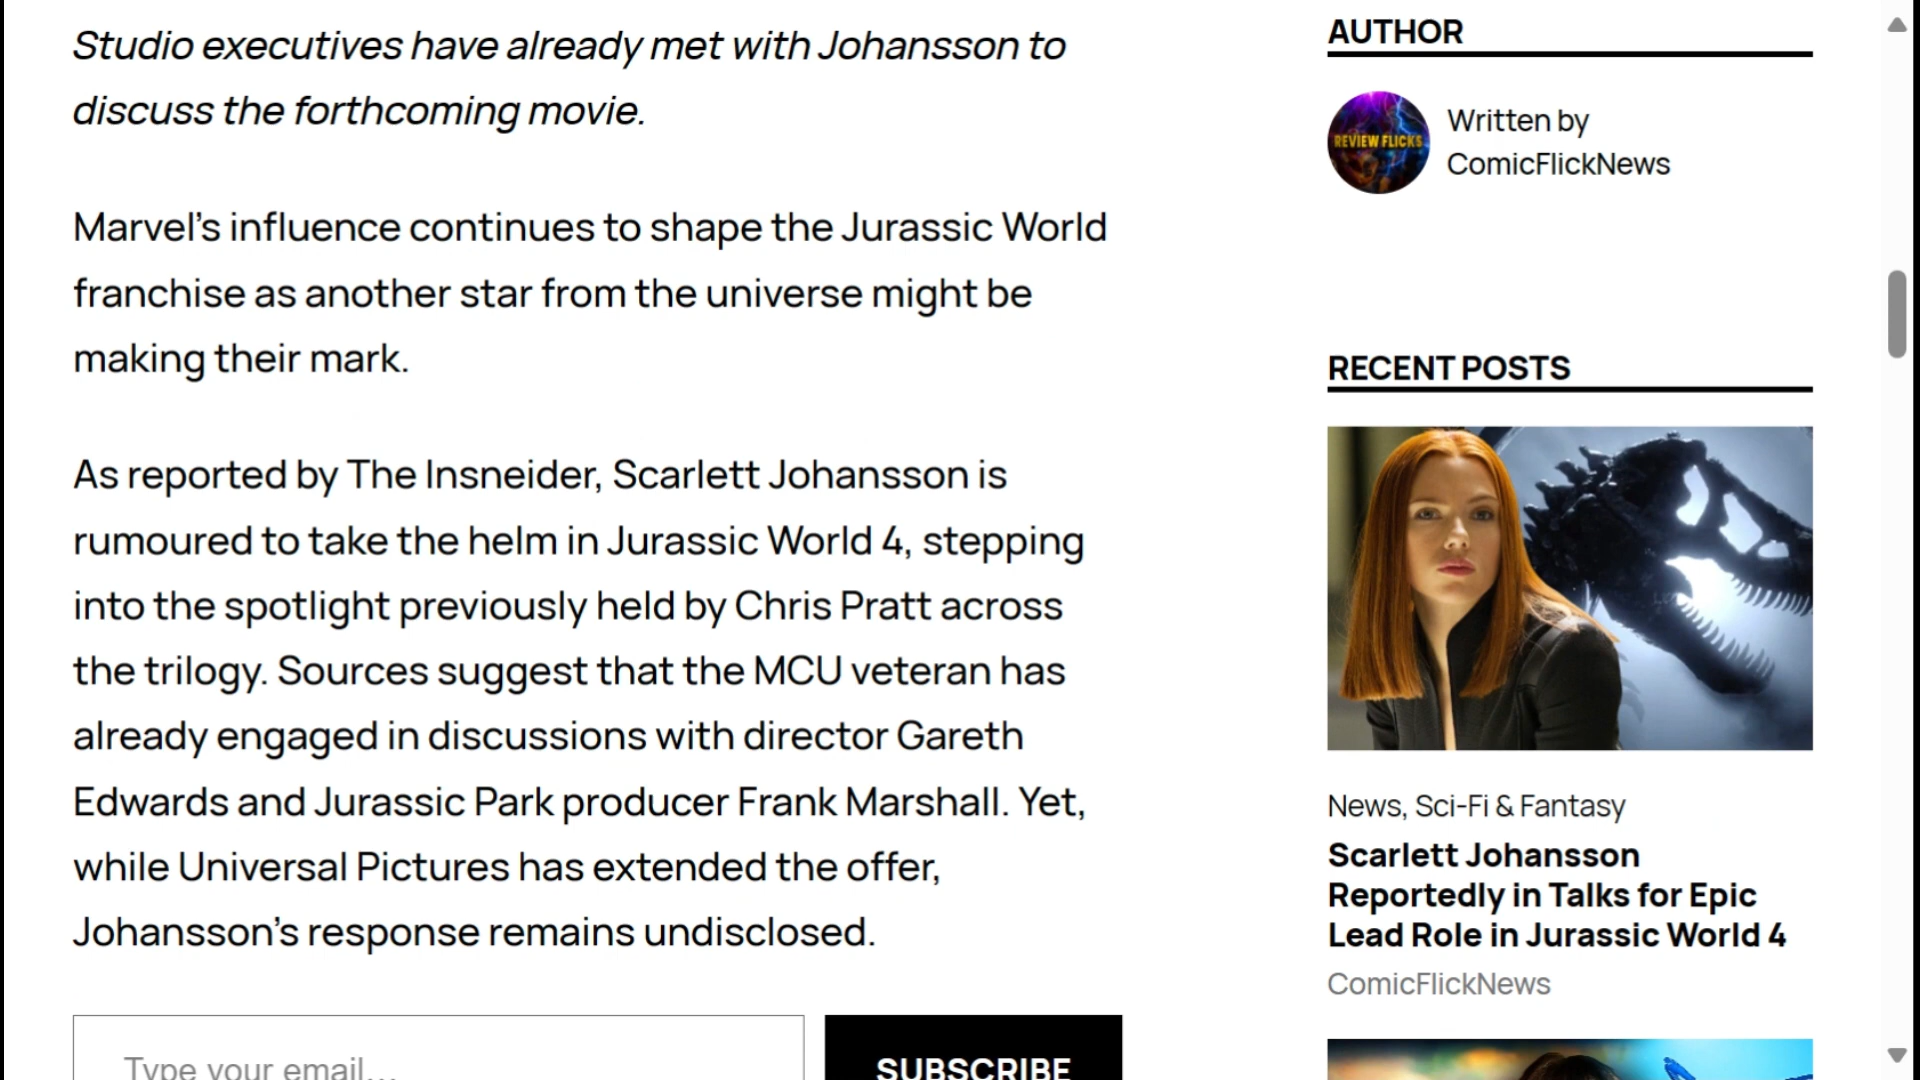 Studio executives have already met with Johansson to
discuss the forthcoming movie.
Marvel’s influence continues to shape the Jurassic World
franchise as another star from the universe might be
making their mark.
As reported by The Insneider, Scarlett Johansson is
rumoured to take the helm in Jurassic World 4, stepping
into the spotlight previously held by Chris Pratt across
the trilogy. Sources suggest that the MCU veteran has
already engaged in discussions with director Gareth
Edwards and Jurassic Park producer Frank Marshall. Yet,
while Universal Pictures has extended the offer,
Johansson’s response remains undisclosed.
Type your email…
SUBSCRIBE
AUTHOR
REVIEW FLICKS
Written by
ComicFlickNews
RECENT POSTS
News, Sci-Fi & Fantasy
Scarlett Johansson
Reportedly in Talks for Epic
Lead Role in Jurassic World 4
ComicFlickNews